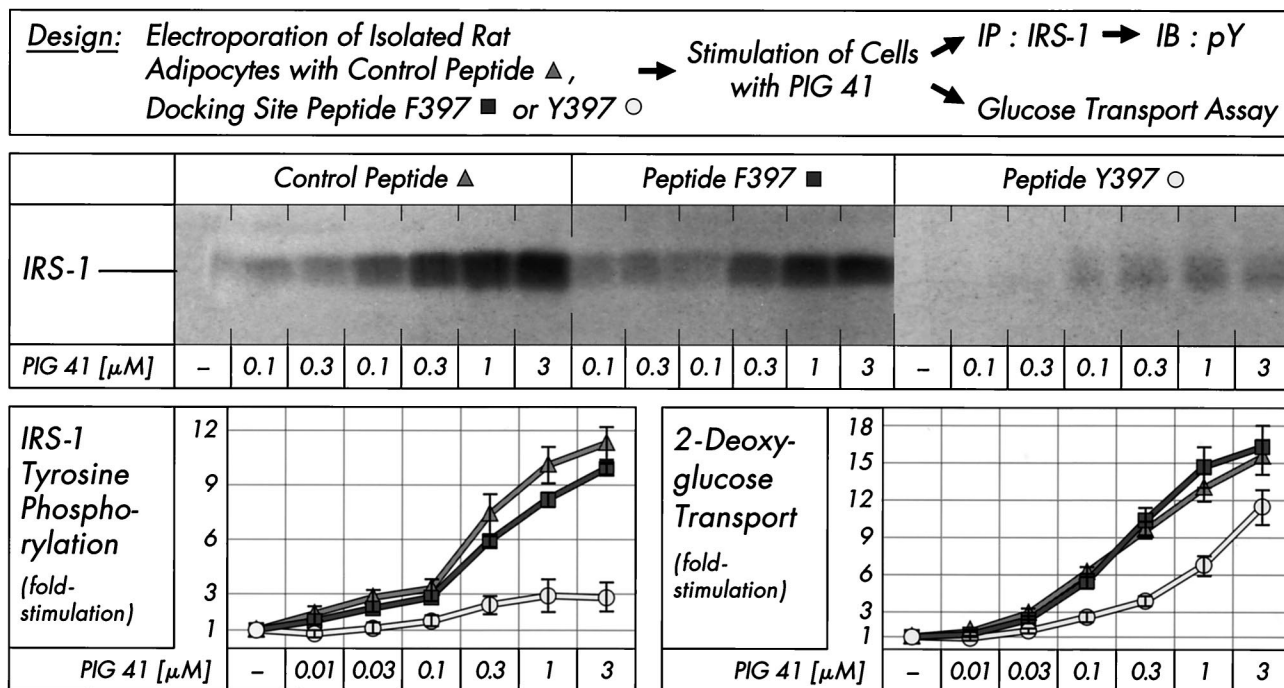 Design: Electroporation of Isolated Rat
Adipocytes with Control Peptide ▲,
Docking Site Peptide F397 ■ or Y397 ○
Stimulation of Cells
with PIG 41
IP : IRS-1 → IB : pY
Glucose Transport Assay
Control Peptide ▲ Peptide F397 ■ Peptide Y397 ○
IRS-1
PIG 41 [µM] – 0.1 0.3 0.1 0.3 1 3 0.1 0.3 0.1 0.3 1 3 – 0.1 0.3 0.1 0.3 1 3
IRS-1
Tyrosine
Phospho-
rylation
(fold-
stimulation)
12
9
6
3
1
PIG 41 [µM] – 0.01 0.03 0.1 0.3 1 3
2-Deoxy-
glucose
Transport
(fold-
stimulation)
18
15
12
9
6
3
1
PIG 41 [µM] – 0.01 0.03 0.1 0.3 1 3